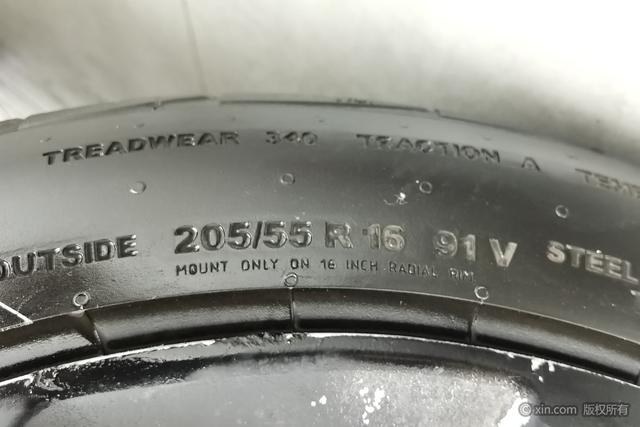 TREADWEAR 340 TRACTION A TEM
OUTSIDE 205/55 R 16 91 V STEEL
MOUNT ONLY ON 16 INCH RADIAL RIM
xin.com 版权所有